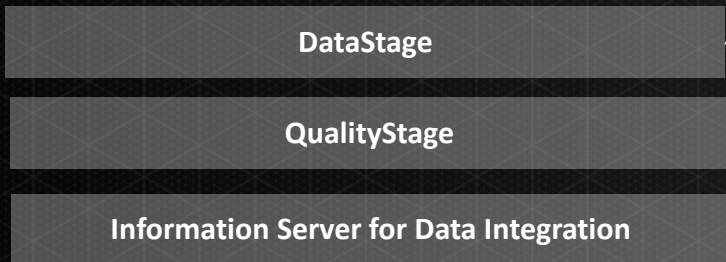 DataStage
QualityStage
Information Server for Data Integration